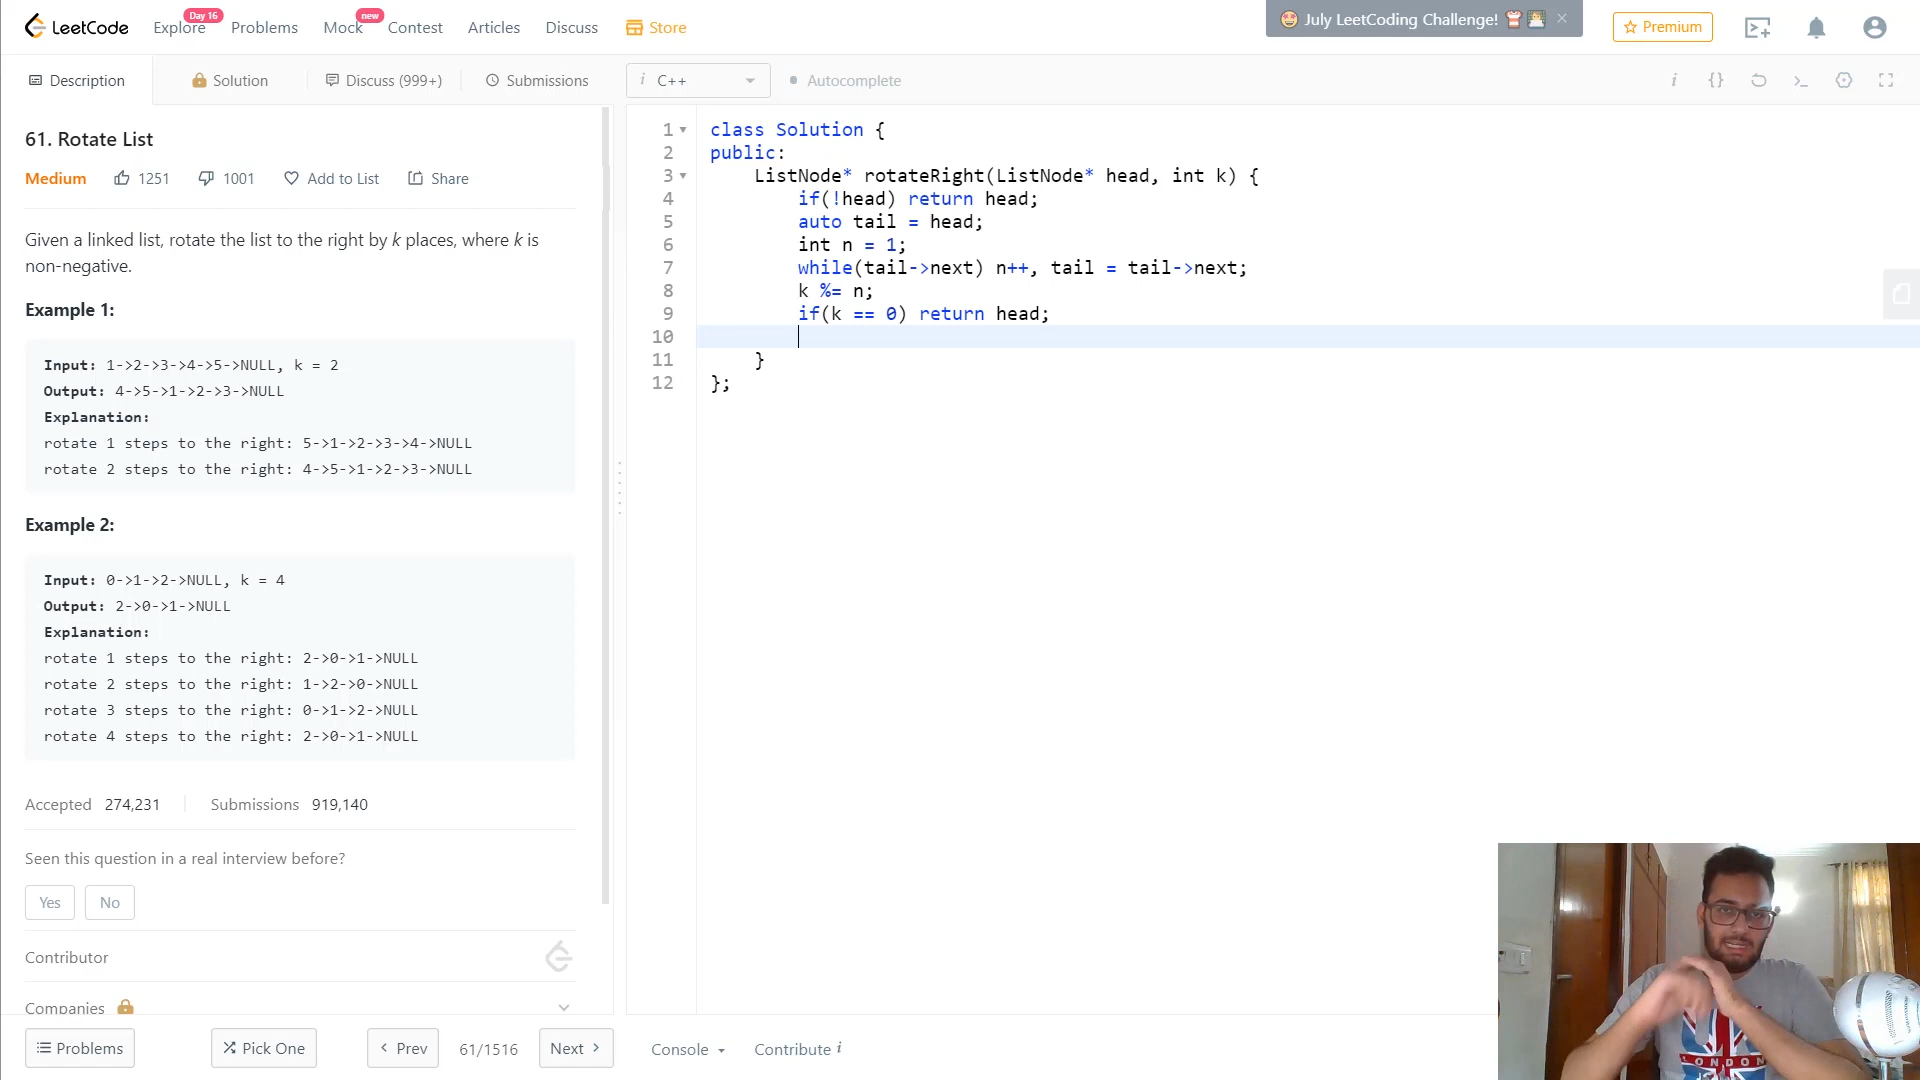 LeetCode
Explore
Day 16
Problems
Mock
new
Contest
Articles
Discuss
Store
July LeetCoding Challenge!
Premium
Description
Solution
Discuss (999+)
Submissions
i C++
Autocomplete
61. Rotate List
Medium
1251
1001
Add to List
Share
Given a linked list, rotate the list to the right by k places, where k is
non-negative.
Example 1:
Input: 1->2->3->4->5->NULL, k = 2
Output: 4->5->1->2->3->NULL
Explanation:
rotate 1 steps to the right: 5->1->2->3->4->NULL
rotate 2 steps to the right: 4->5->1->2->3->NULL
Example 2:
Input: 0->1->2->NULL, k = 4
Output: 2->0->1->NULL
Explanation:
rotate 1 steps to the right: 2->0->1->NULL
rotate 2 steps to the right: 1->2->0->NULL
rotate 3 steps to the right: 0->1->2->NULL
rotate 4 steps to the right: 2->0->1->NULL
Accepted 274,231
Submissions 919,140
Seen this question in a real interview before?
Yes
No
Contributor
Companies
Problems
Pick One
Prev
61/1516
Next
1 class Solution {
2 public:
3 ListNode* rotateRight(ListNode* head, int k) {
4 if(!head) return head;
5 auto tail = head;
6 int n = 1;
7 while(tail->next) n++, tail = tail->next;
8 k %= n;
9 if(k == 0) return head;
10
11 }
12 };
Console
Contribute i
LONDON